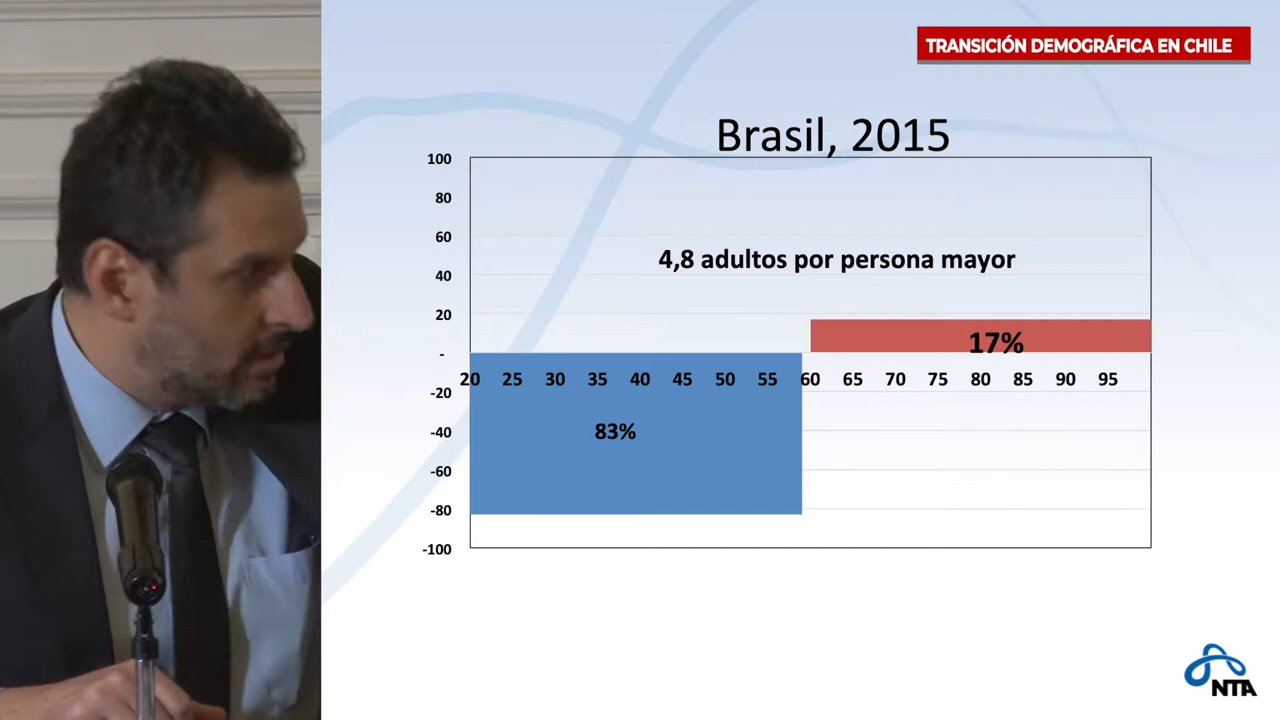 TRANSICIÓN DEMOGRÁFICA EN CHILE
Brasil, 2015
100
80
60
4,8 adultos por persona mayor
40
20
17%
-
20 25 30 35 40 45 50 55 60 65 70 75 80 85 90 95
-20
83%
-40
-60
-80
-100
NTA